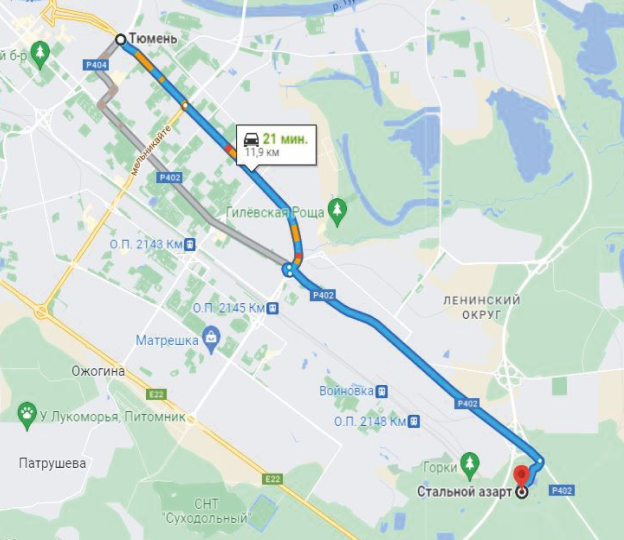 р. Тур
Тюмень
й б-р
Р404
мельникайте
21 мин.
11,9 км
Р402
Гилёвская Роща
О.П. 2143 Км
Р402
ЛЕНИНСКИЙ
ОКРУГ
О.П. 2145 Км
Матрешка
Ожогина
Войновка
Е22
Р402
У Лукоморья, Питомник
О.П. 2148 Км
Патрушева
Горки
Е22
Стальной азарт
Р402
СНТ
"Суходольный"